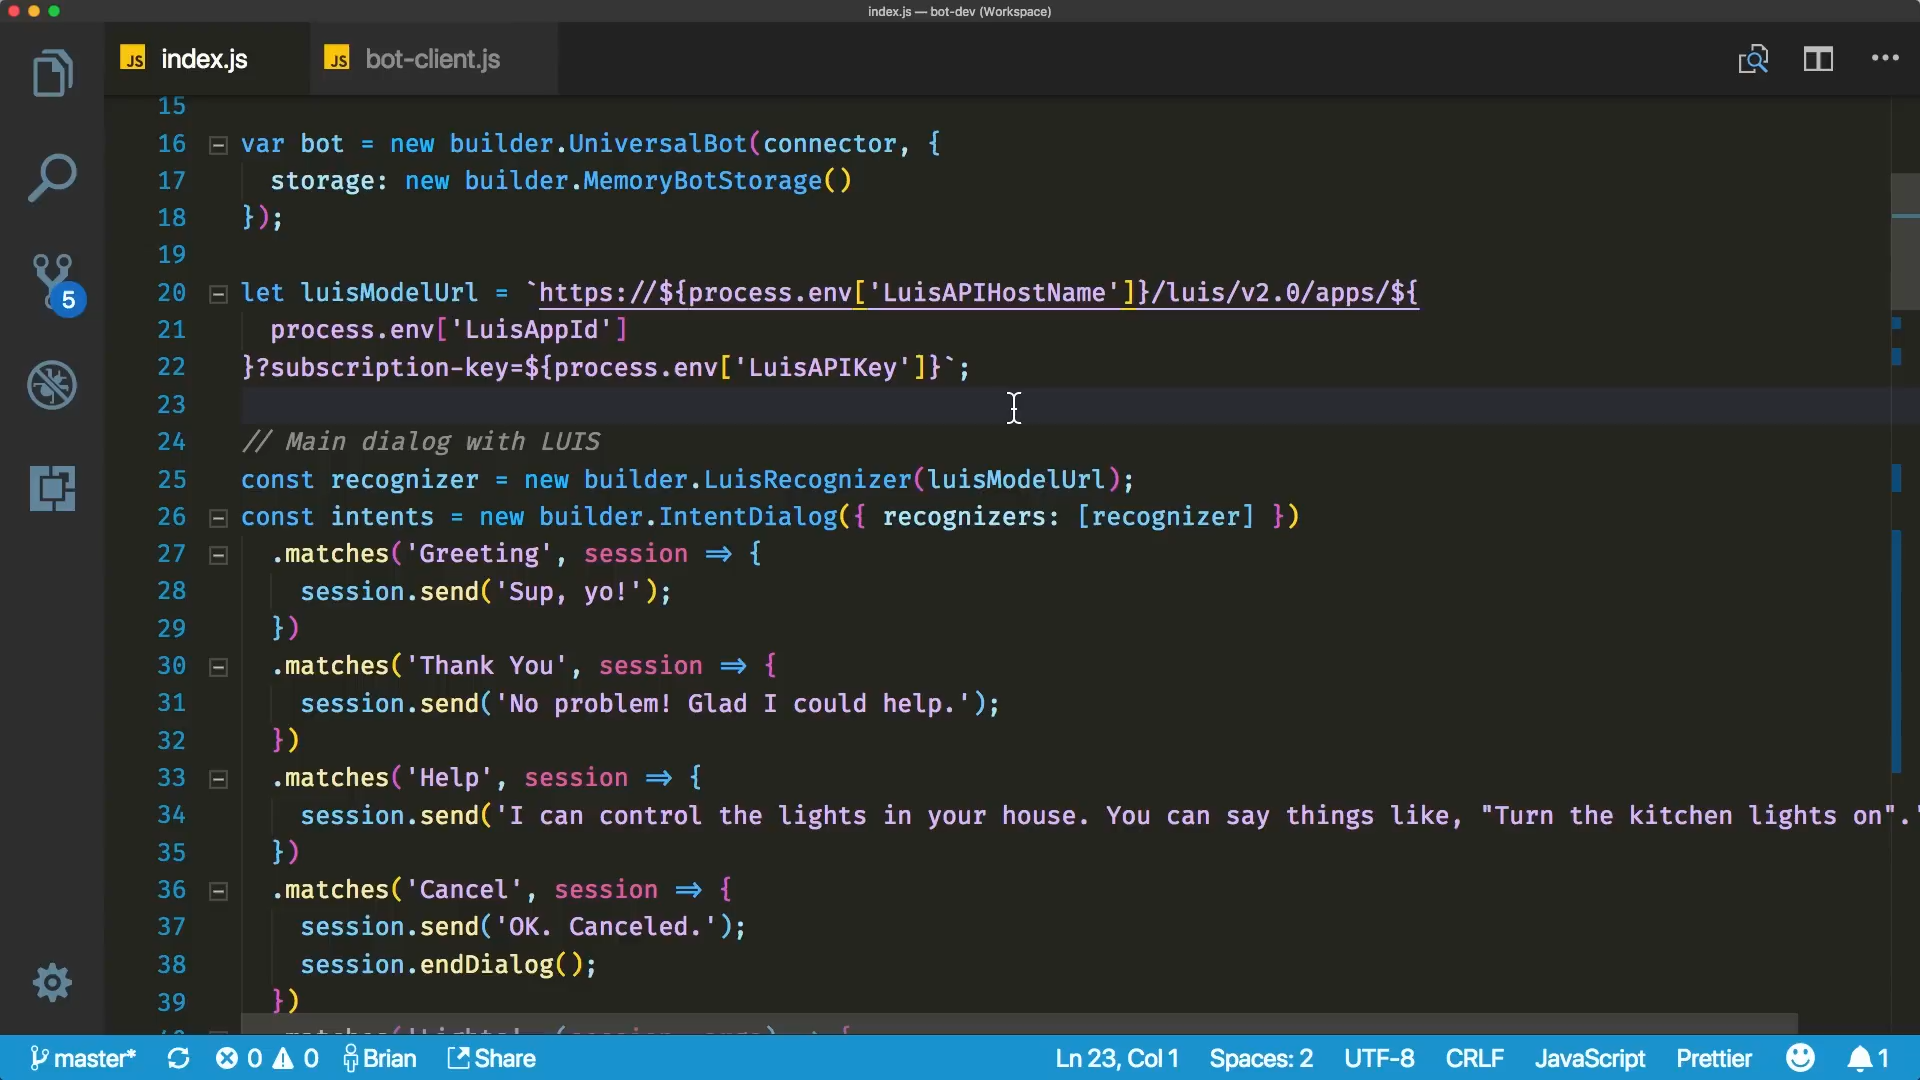 index.js — bot-dev (Workspace)
JS index.js
JS bot-client.js
15
16 var bot = new builder.UniversalBot(connector, {
17 storage: new builder.MemoryBotStorage()
18 });
19
20 let luisModelUrl = `https://${process.env['LuisAPIHostName']}/luis/v2.0/apps/${
21 process.env['LuisAppId']
22 }?subscription-key=${process.env['LuisAPIKey']}`;
23
24 // Main dialog with LUIS
25 const recognizer = new builder.LuisRecognizer(luisModelUrl);
26 const intents = new builder.IntentDialog({ recognizers: [recognizer] })
27 .matches('Greeting', session => {
28 session.send('Sup, yo!');
29 })
30 .matches('Thank You', session => {
31 session.send('No problem! Glad I could help.');
32 })
33 .matches('Help', session => {
34 session.send('I can control the lights in your house. You can say things like, "Turn the kitchen lights on".'
35 })
36 .matches('Cancel', session => {
37 session.send('OK. Canceled.');
38 session.endDialog();
39 })
5
master* 0 0 Brian Share Ln 23, Col 1 Spaces: 2 UTF-8 CRLF JavaScript Prettier 1